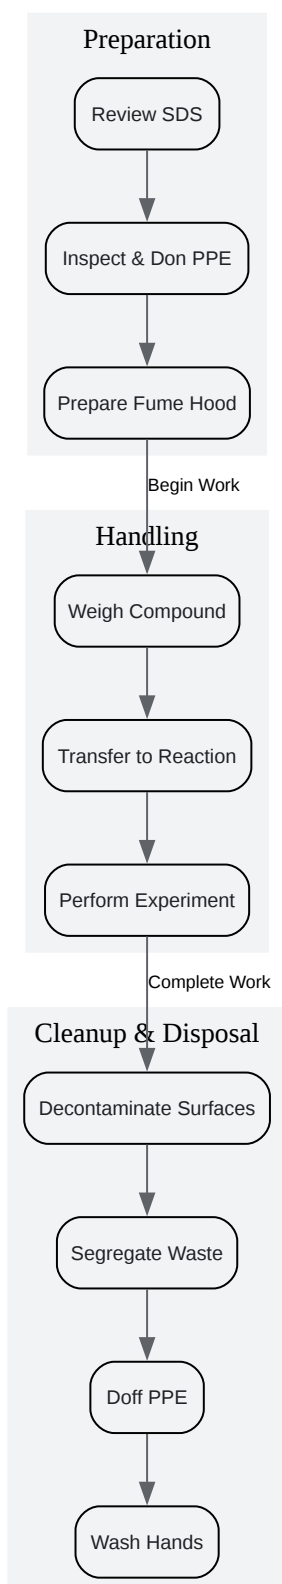 Preparation
Review SDS
Inspect & Don PPE
Prepare Fume Hood
Begin Work
Handling
Weigh Compound
Transfer to Reaction
Perform Experiment
Complete Work
Cleanup & Disposal
Decontaminate Surfaces
Segregate Waste
Doff PPE
Wash Hands